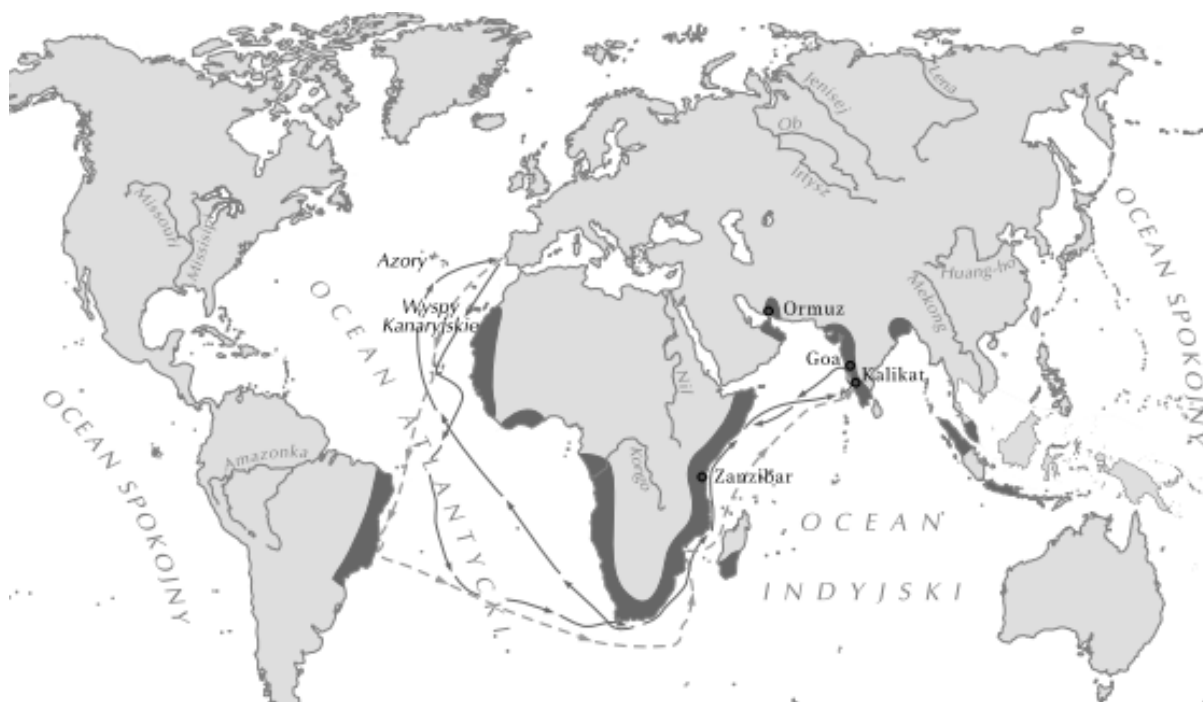 Lena
Jenisej
Ob
Irtysz
Missouri
Missisipi
OCEAN SPOKOJNY
Huang-ho
Mekong
Azory
OCEAN ATLANTYCKI
Wyspy
Kanaryjskie
Ormuz
Goa
Kalikat
Nil
OCEAN SPOKOJNY
Amazonka
Kongo
Zanzibar
OCEAN
INDYJSKI